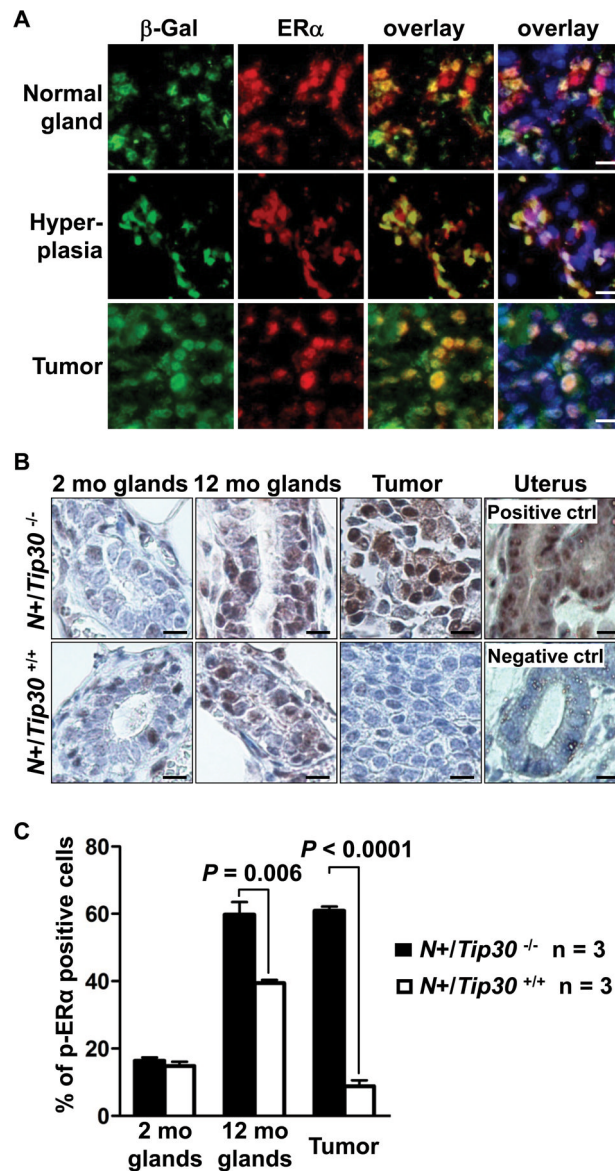 A
β-Gal ERα overlay overlay
Normal
gland
Hyper-
plasia
Tumor
B
2 mo glands 12 mo glands Tumor Uterus
N+/Tip30 -/-
Positive ctrl
N+/Tip30 +/+
Negative ctrl
C
% of p-ERα positive cells
80
60
40
20
0
P = 0.006
P < 0.0001
N+/Tip30 -/- n = 3
N+/Tip30 +/+ n = 3
2 mo
glands
12 mo
glands
Tumor